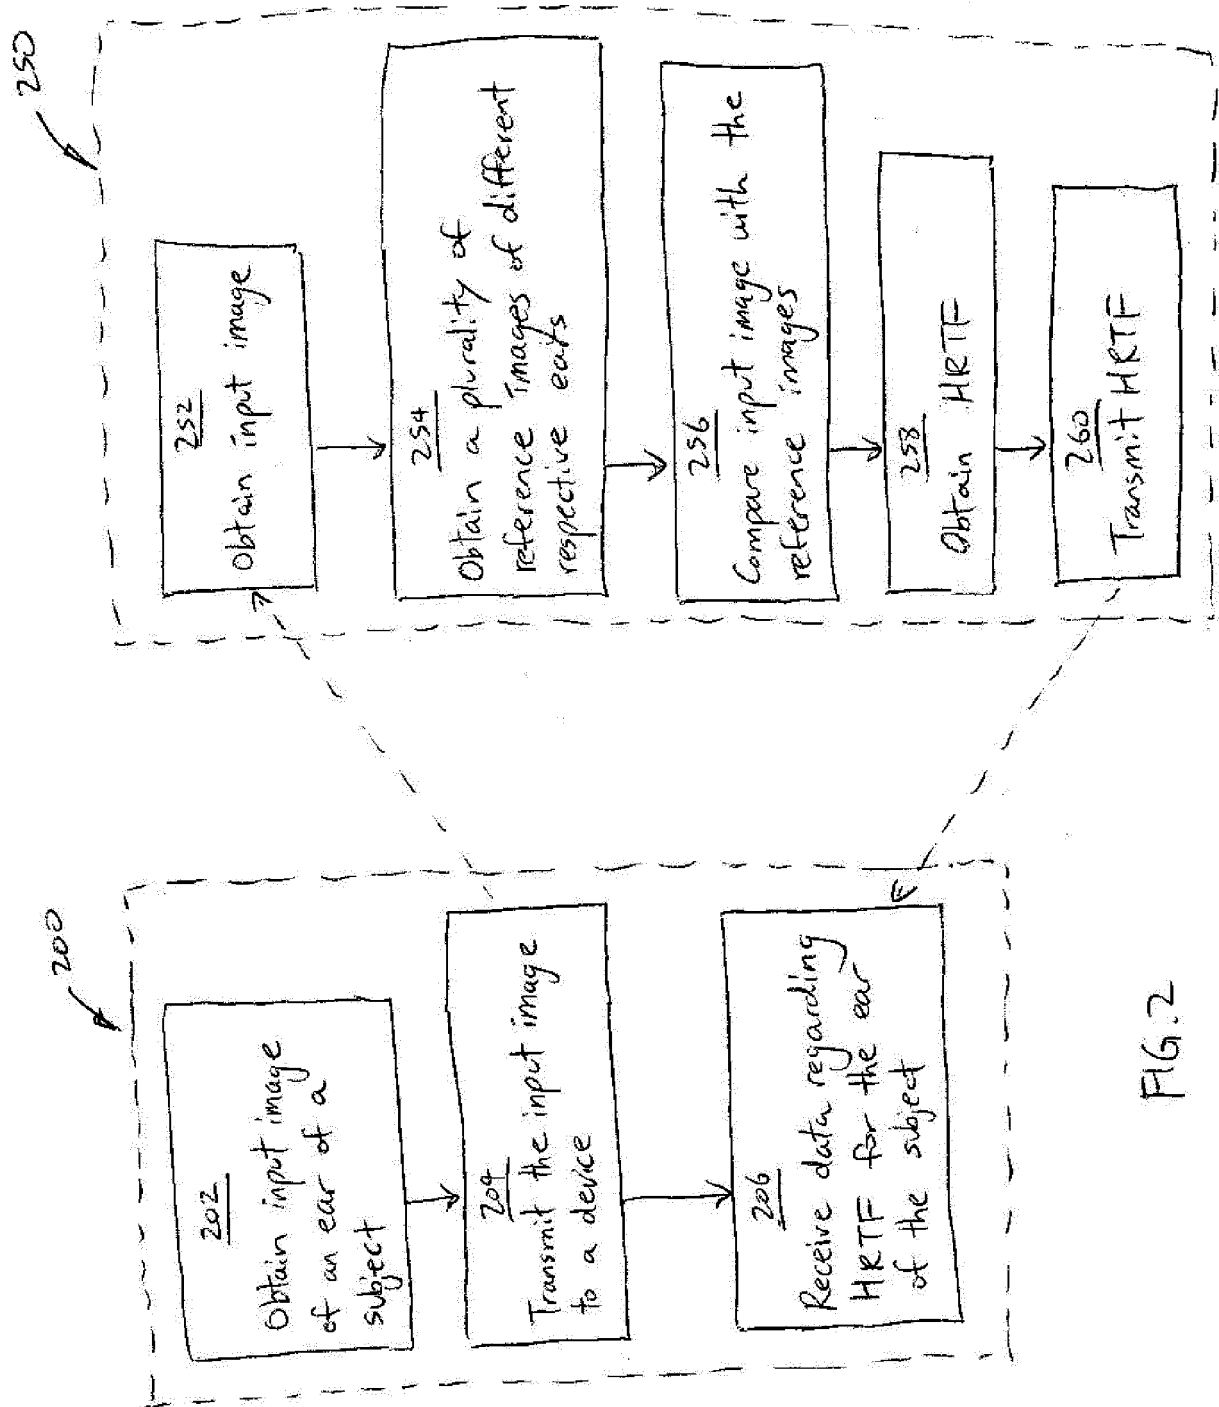 200
202
Obtain input image
of an ear of a
subject
204
Transmit the input image
to a device
206
Receive data regarding
HRTF for the ear
of the subject
250
252
Obtain input image
254
Obtain a plurality of
reference images of different
respective ears
256
Compare input image with the
reference images
258
Obtain HRTF
260
Transmit HRTF
FIG.2